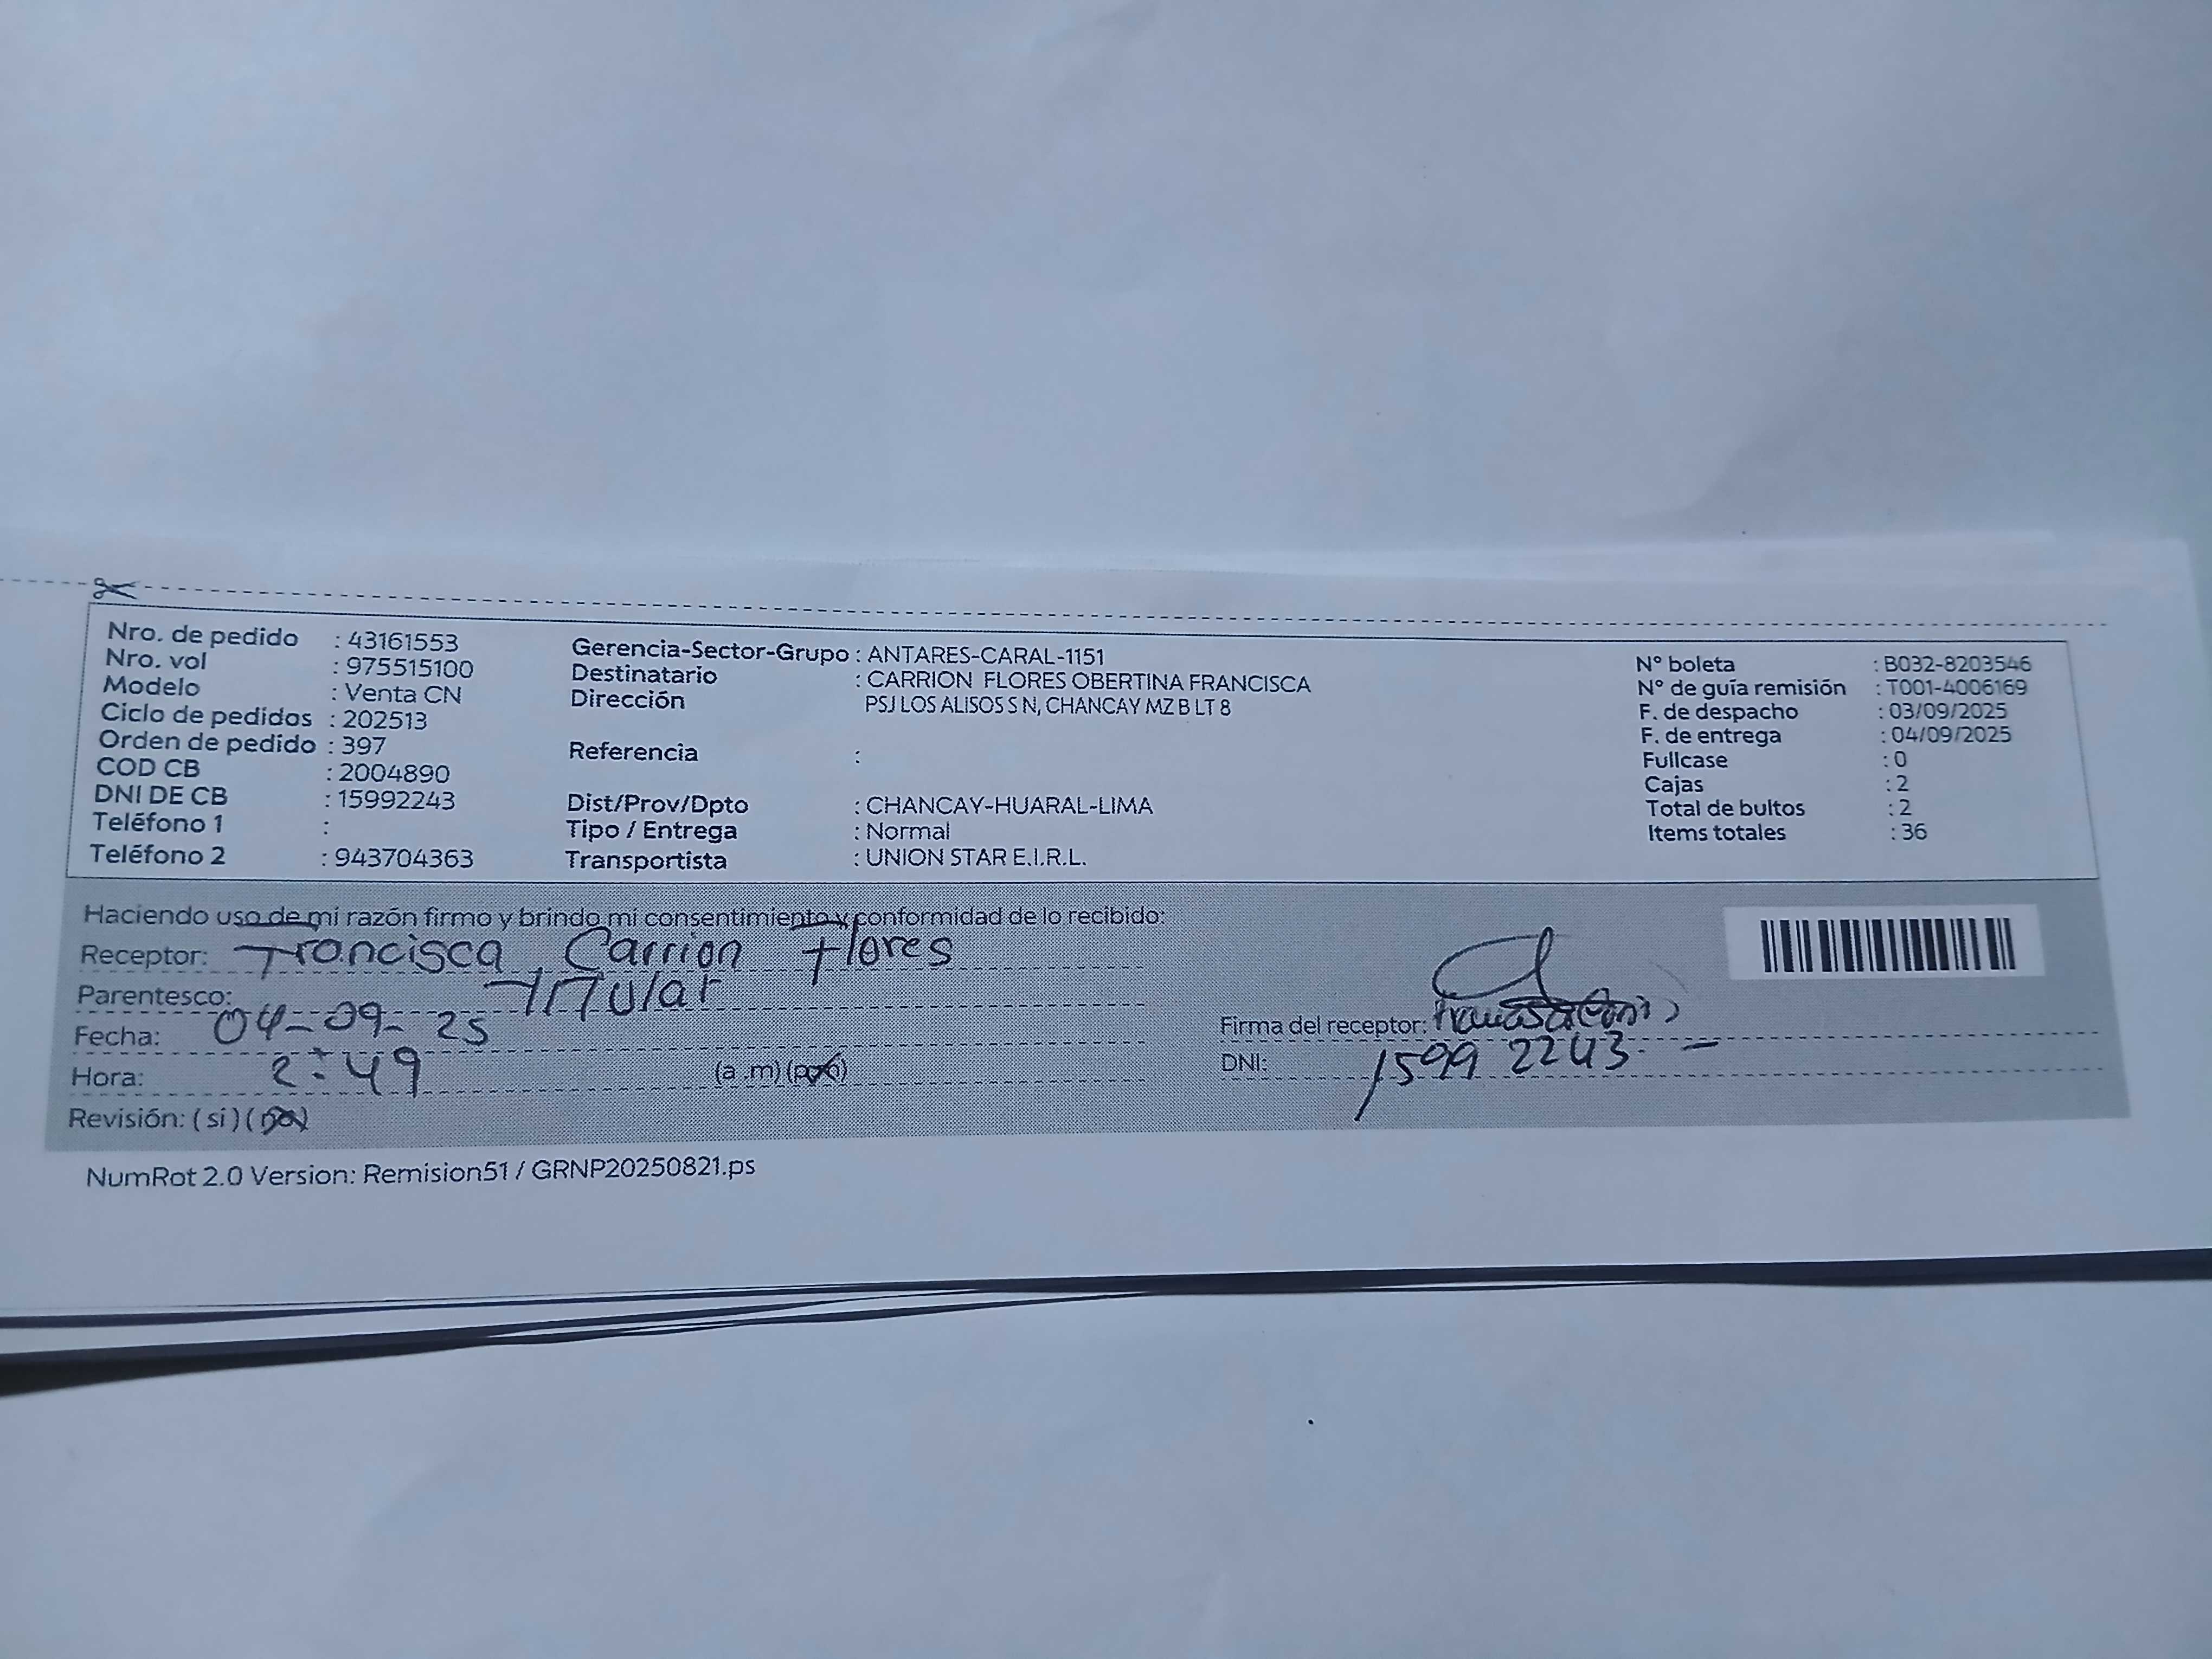 Nro. de pedido : 43161553
Nro. vol : 975515100
Modelo : Venta CN
Ciclo de pedidos : 202513
Orden de pedido : 397
COD CB : 2004890
DNI DE CB : 15992243
Teléfono 1 :
Teléfono 2 : 943704363
Gerencia-Sector-Grupo : ANTARES-CARAL-1151
Destinatario : CARRION FLORES OBERTINA FRANCISCA
Dirección PSJ LOS ALISOS S N, CHANCAY MZ B LT 8
Referencia :
Dist/Prov/Dpto : CHANCAY-HUARAL-LIMA
Tipo / Entrega : Normal
Transportista : UNION STAR E.I.R.L.
N° boleta : B032-8203546
N° de guía remisión : T001-4006169
F. de despacho : 03/09/2025
F. de entrega : 04/09/2025
Fullcase : 0
Cajas : 2
Total de bultos : 2
Items totales : 36
Haciendo uso de mi razón firmo y brindo mi consentimiento y conformidad de lo recibido:
Receptor: Francisca Carrion Flores
Parentesco: Titular
Fecha: 04-09-25
Hora: 2:49 (a .m) (p.m)
Revisión: (si) (no)
Firma del receptor:
DNI: 15992243.-
NumRot 2.0 Version: Remision51 / GRNP20250821.ps